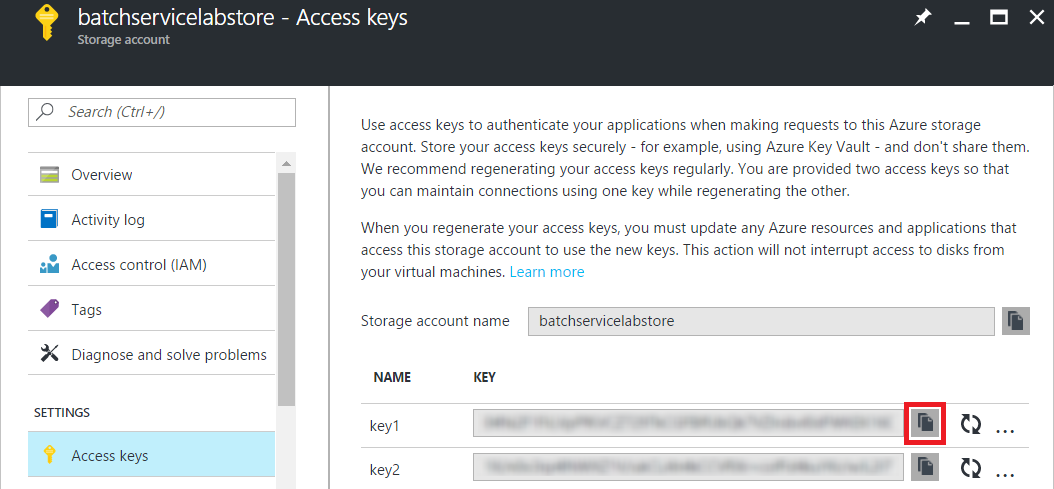 batchservicelabstore - Access keys
Storage account
Search (Ctrl+/)
Overview
Activity log
Access control (IAM)
Tags
Diagnose and solve problems
SETTINGS
Access keys
Use access keys to authenticate your applications when making requests to this Azure storage
account. Store your access keys securely - for example, using Azure Key Vault - and don't share them.
We recommend regenerating your access keys regularly. You are provided two access keys so that
you can maintain connections using one key while regenerating the other.
When you regenerate your access keys, you must update any Azure resources and applications that
access this storage account to use the new keys. This action will not interrupt access to disks from
your virtual machines. Learn more
Storage account name batchservicelabstore
NAME KEY
key1 ...
key2 ...